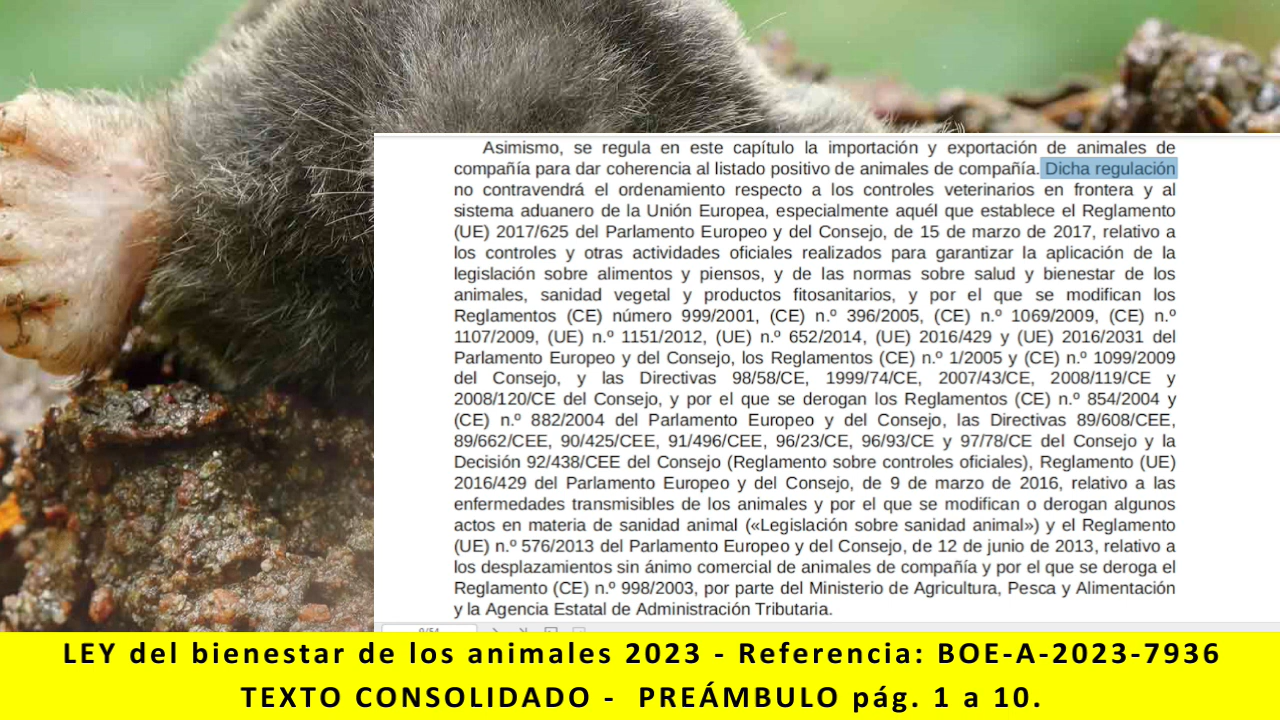 Asimismo, se regula en este capítulo la importación y exportación de animales de
compañía para dar coherencia al listado positivo de animales de compañía. Dicha regulación
no contravendrá el ordenamiento respecto a los controles veterinarios en frontera y al
sistema aduanero de la Unión Europea, especialmente aquél que establece el Reglamento
(UE) 2017/625 del Parlamento Europeo y del Consejo, de 15 de marzo de 2017, relativo a
los controles y otras actividades oficiales realizados para garantizar la aplicación de la
legislación sobre alimentos y piensos, y de las normas sobre salud y bienestar de los
animales, sanidad vegetal y productos fitosanitarios, y por el que se modifican los
Reglamentos (CE) número 999/2001, (CE) n.º 396/2005, (CE) n.º 1069/2009, (CE) n.º
1107/2009, (UE) n.º 1151/2012, (UE) n.º 652/2014, (UE) 2016/429 y (UE) 2016/2031 del
Parlamento Europeo y del Consejo, los Reglamentos (CE) n.º 1/2005 y (CE) n.º 1099/2009
del Consejo, y las Directivas 98/58/CE, 1999/74/CE, 2007/43/CE, 2008/119/CE y
2008/120/CE del Consejo, y por el que se derogan los Reglamentos (CE) n.º 854/2004 y
(CE) n.º 882/2004 del Parlamento Europeo y del Consejo, las Directivas 89/608/CEE,
89/662/CEE, 90/425/CEE, 91/496/CEE, 96/23/CE, 96/93/CE y 97/78/CE del Consejo y la
Decisión 92/438/CEE del Consejo (Reglamento sobre controles oficiales), Reglamento (UE)
2016/429 del Parlamento Europeo y del Consejo, de 9 de marzo de 2016, relativo a las
enfermedades transmisibles de los animales y por el que se modifican o derogan algunos
actos en materia de sanidad animal («Legislación sobre sanidad animal») y el Reglamento
(UE) n.º 576/2013 del Parlamento Europeo y del Consejo, de 12 de junio de 2013, relativo a
los desplazamientos sin ánimo comercial de animales de compañía y por el que se deroga el
Reglamento (CE) n.º 998/2003, por parte del Ministerio de Agricultura, Pesca y Alimentación
y la Agencia Estatal de Administración Tributaria.
LEY del bienestar de los animales 2023 - Referencia: BOE-A-2023-7936
TEXTO CONSOLIDADO - PREÁMBULO pág. 1 a 10.